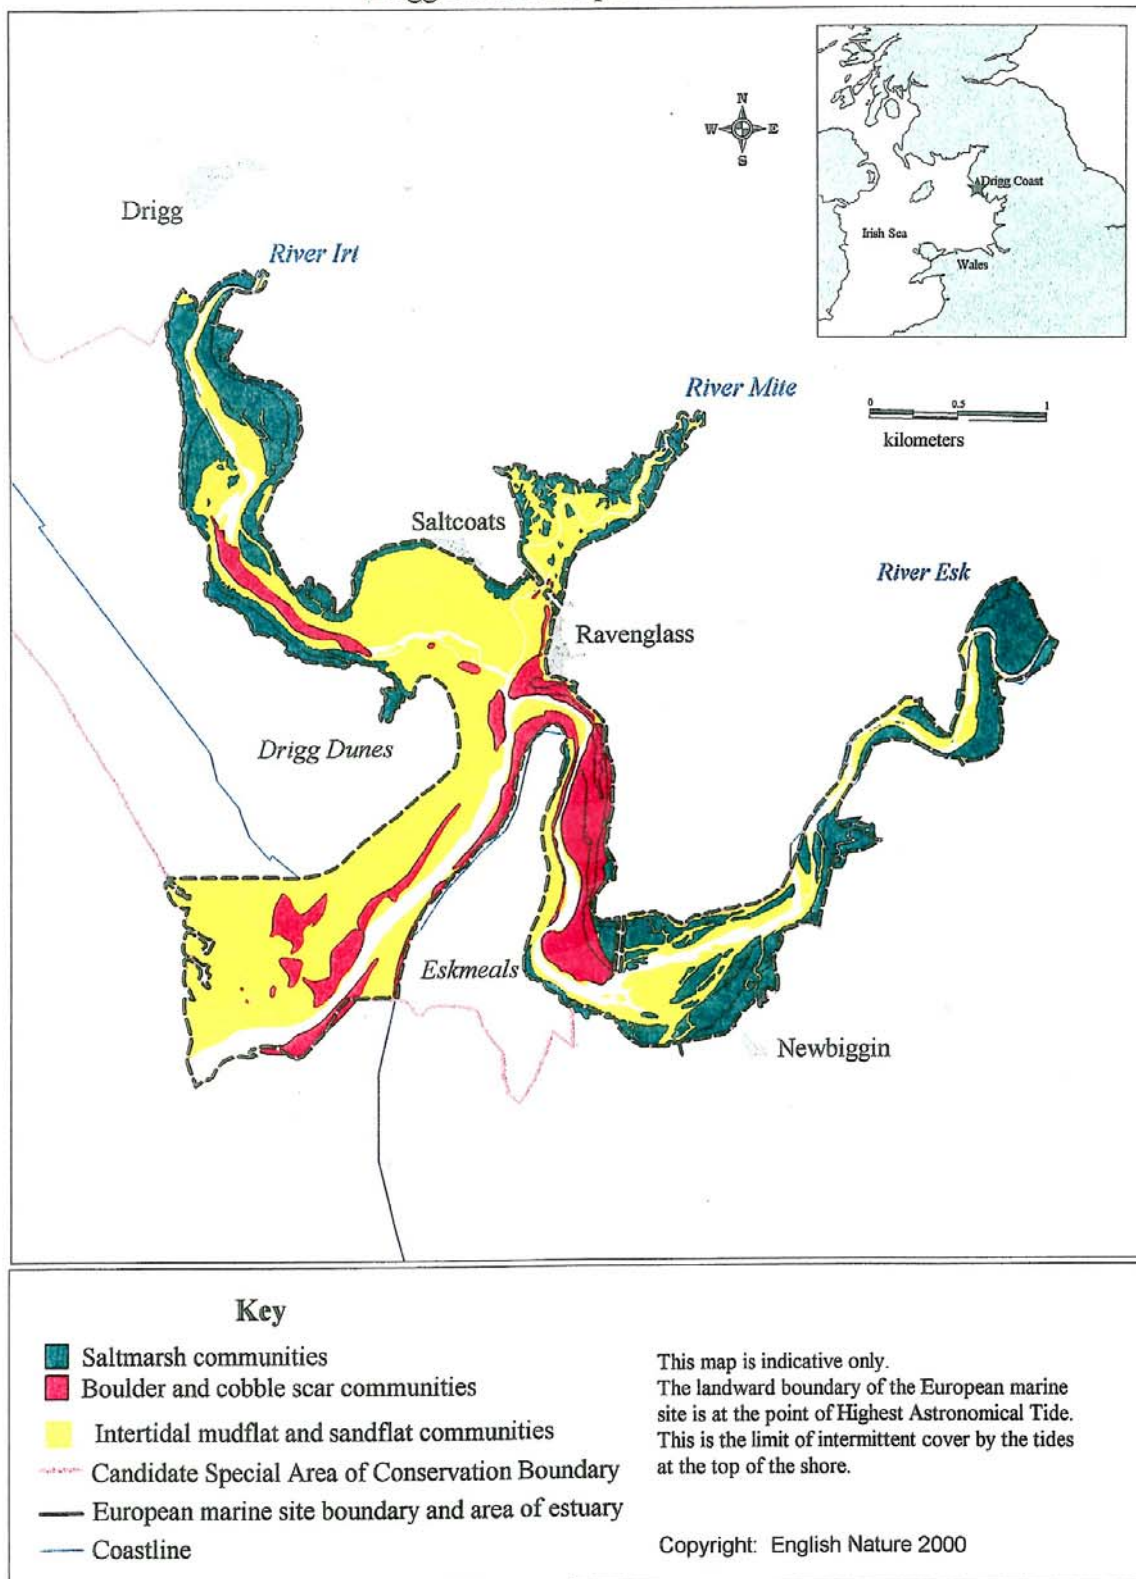 N
W E
S
Drigg Coast
Irish Sea
Wales
Drigg
River Irt
River Mite
0 0.5 1
kilometers
Saltcoats
River Esk
Ravenglass
Drigg Dunes
Eskmeals
Newbiggin
Key
Saltmarsh communities
Boulder and cobble scar communities
Intertidal mudflat and sandflat communities
Candidate Special Area of Conservation Boundary
European marine site boundary and area of estuary
Coastline
This map is indicative only.
The landward boundary of the European marine
site is at the point of Highest Astronomical Tide.
This is the limit of intermittent cover by the tides
at the top of the shore.
Copyright: English Nature 2000